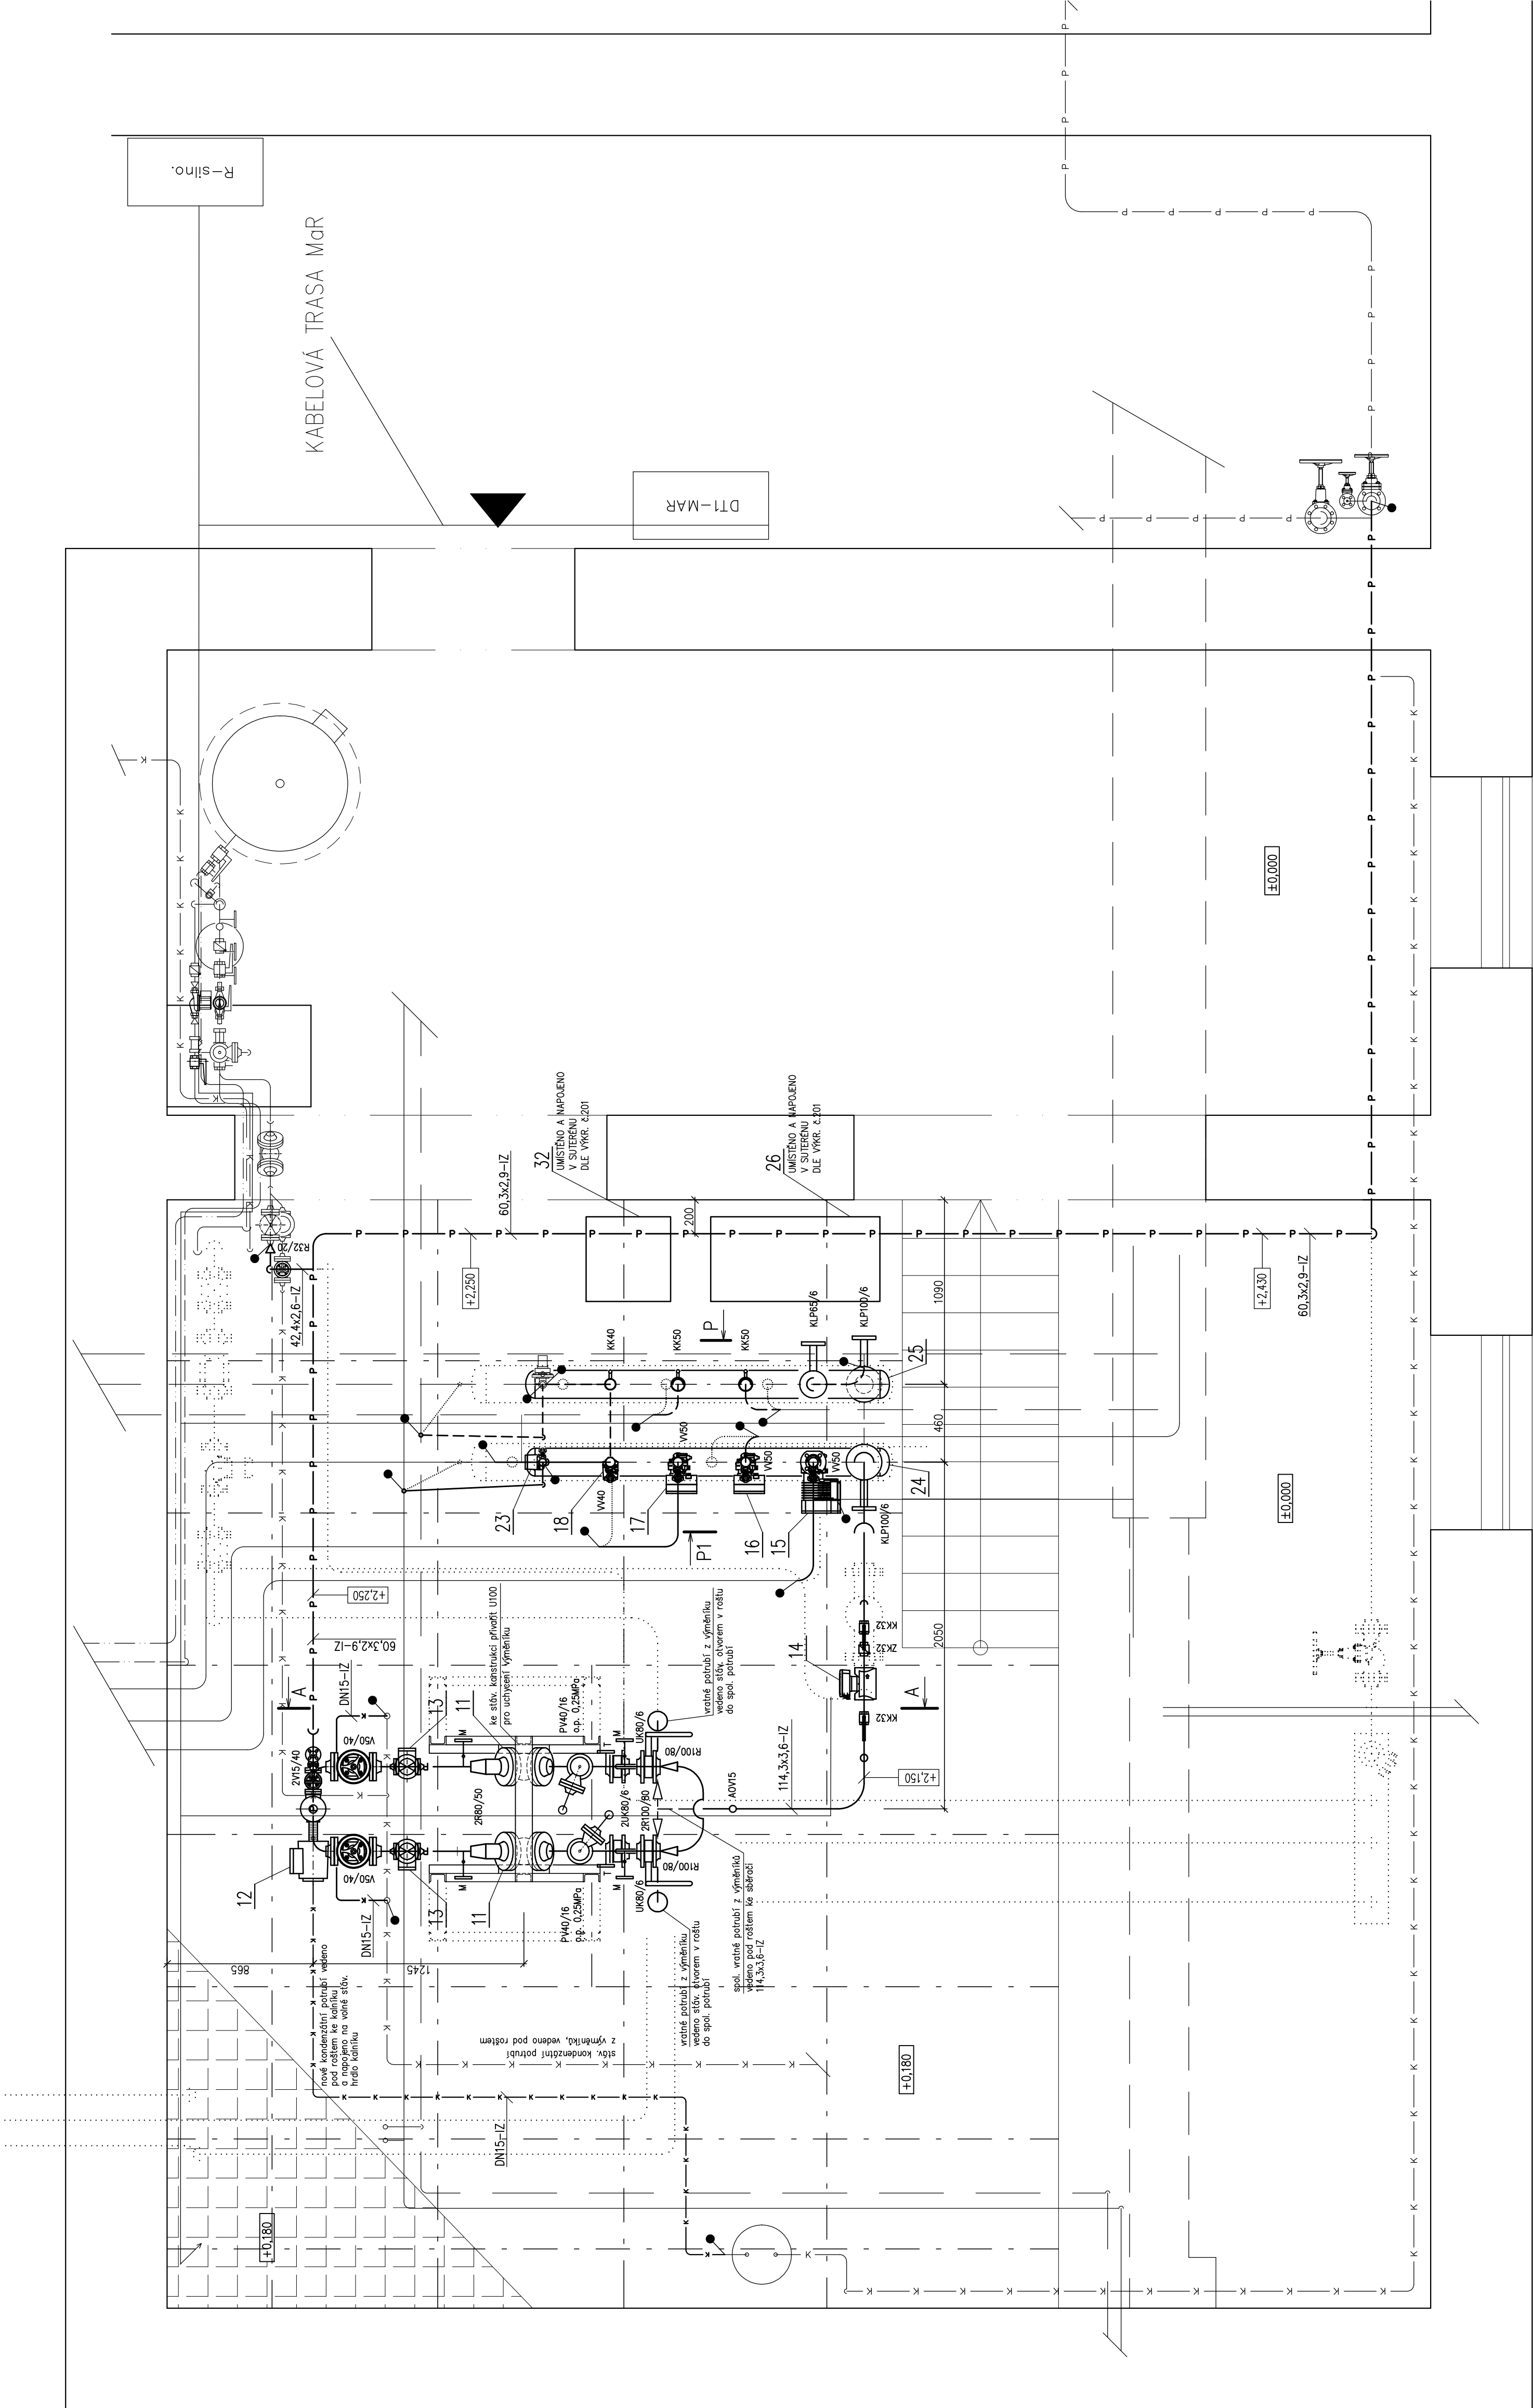 R-silno.
KABELOVÁ TRASA MaR
DT1-MAR
±0,000
32
UMÍSTĚNO A NAPOJENO
V SUTERÉNU
DLE VÝKR. č.201
26
UMÍSTĚNO A NAPOJENO
V SUTERÉNU
DLE VÝKR. č.201
60,3x2,9-IZ
200
R32/20
42,4x2,6-IZ
+2,250
+2,430
60,3x2,9-IZ
1090
KLP65/6
KLP100/6
P
KK40
KK50
KK50
25
460
VV50
VV50
VV50
VV40
23
18
17
16
15
24
KLP100/6
P1
±0,000
+2,250
60,3x2,9-IZ
ke stáv. konstrukci přivařit U100
pro uchycení výměníku
vratné potrubí z výměníku
vedeno stáv. otvorem v roštu
do spol. potrubí
14
KK32
ZK32
KK32
2050
A
A
DN15-IZ
13
11
PV40/16
o.p. 0,25MPa
M
M
UK80/6
R100/80
2V15/40
V50/40
2R80/50
2UK80/6
2R100/80
AOV15
114,3x3,6-IZ
+2,150
12
V50/40
DN15-IZ
13
11
M
M
T
T
PV40/16
o.p. 0,25MPa
UK80/6
R100/80
865
1245
nové kondenzátní potrubí vedeno
pod roštem ke kalníku
a napojeno na volné stáv.
hrdlo kalníku
vratné potrubí z výměníku
vedeno stáv. otvorem v roštu
do spol. potrubí
spol. vratné potrubí z výměníků
vedeno pod roštem ke sběrači
114,3x3,6-IZ
stáv. kondenzátní potrubí
z výměníků, vedeno pod roštem
+0,180
DN15-IZ
+0,180